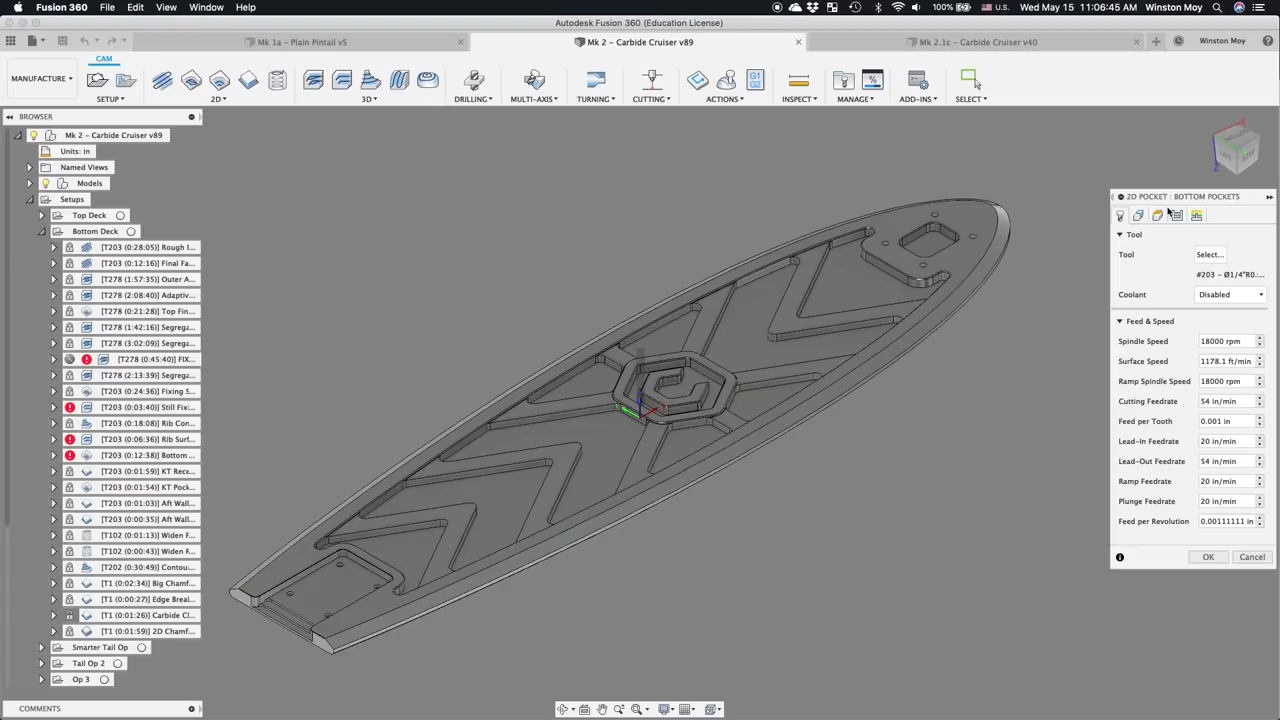 Fusion 360 File Edit View Window Help 100% Wed May 15 11:06:45 AM Winston Moy
Autodesk Fusion 360 (Education License)
Mk 1a - Plain Pintail v5 Mk 2 - Carbide Cruiser v89 Mk 2.1c - Carbide Cruiser v40 Winston Moy
CAM
MANUFACTURE
G1 G2
SETUP 2D 3D DRILLING MULTI-AXIS TURNING CUTTING ACTIONS INSPECT MANAGE ADD-INS SELECT
BROWSER
Mk 2 - Carbide Cruiser v89
Units: in
Named Views
Models
Setups
Top Deck
Bottom Deck
[T203 (0:28:05)] Rough I...
[T203 (0:12:16)] Final Fa...
[T278 (1:57:35)] Outer A...
[T278 (2:08:40)] Adaptiv...
[T278 (0:21:28)] Top Fin...
[T278 (1:42:16)] Segrega...
[T278 (3:02:09)] Segrega...
[T278 (0:45:40)] FIX...
[T278 (2:13:39)] Segrega...
[T203 (0:24:36)] Fixing S...
[T203 (0:03:40)] Still Fixi...
[T203 (0:18:08)] Rib Con...
[T203 (0:06:36)] Rib Surf...
[T203 (0:12:38)] Bottom ...
[T203 (0:01:59)] KT Rece...
[T203 (0:01:54)] KT Pock...
[T203 (0:01:03)] Aft Wall...
[T203 (0:00:35)] Aft Wall...
[T102 (0:01:13)] Widen F...
[T102 (0:00:43)] Widen F...
[T202 (0:30:49)] Contou...
[T1 (0:02:34)] Big Chamf...
[T1 (0:00:27)] Edge Break...
[T1 (0:01:26)] Carbide Cl...
[T1 (0:01:59)] 2D Chamf...
Smarter Tail Op
Tail Op 2
Op 3
COMMENTS
2D POCKET : BOTTOM POCKETS
Tool
Tool Select...
#203 - Ø1/4"R0....
Coolant Disabled
Feed & Speed
Spindle Speed 18000 rpm
Surface Speed 1178.1 ft/min
Ramp Spindle Speed 18000 rpm
Cutting Feedrate 54 in/min
Feed per Tooth 0.001 in
Lead-In Feedrate 20 in/min
Lead-Out Feedrate 54 in/min
Ramp Feedrate 20 in/min
Plunge Feedrate 20 in/min
Feed per Revolution 0.00111111 in
OK Cancel